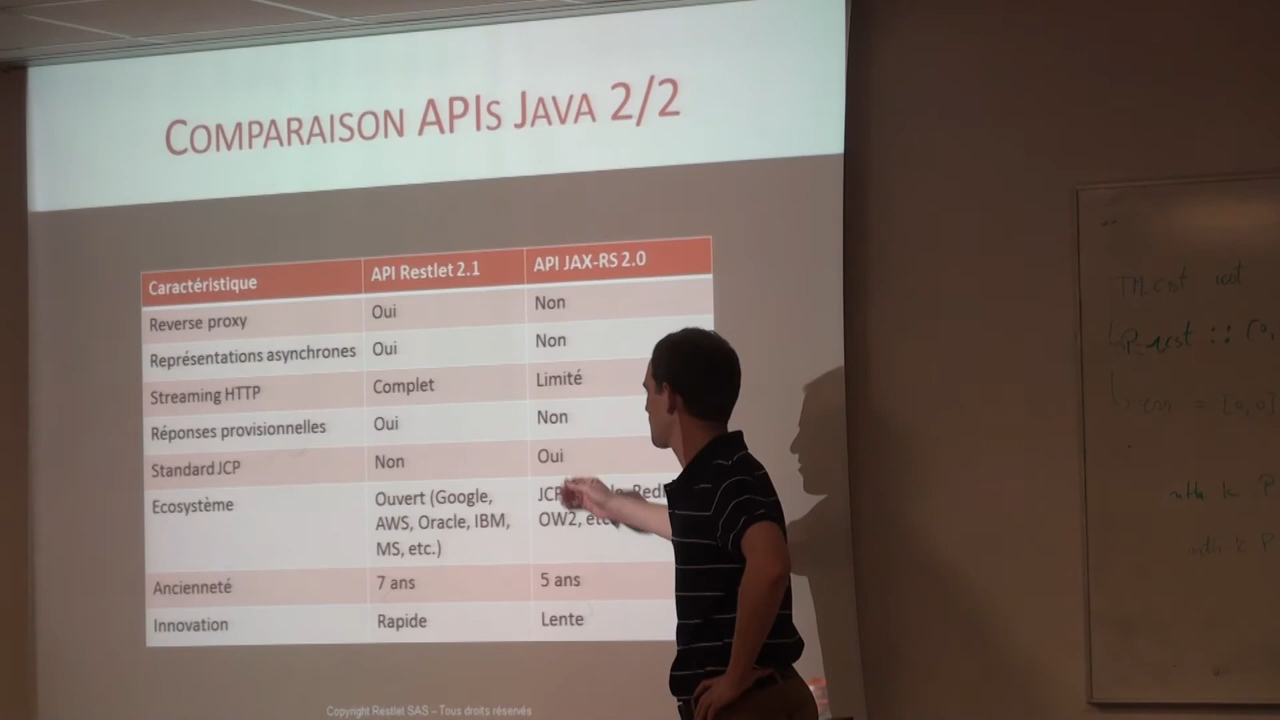 COMPARAISON APIS JAVA 2/2
Caractéristique API Restlet 2.1 API JAX-RS 2.0
Reverse proxy Oui Non
Représentations asynchrones Oui Non
Streaming HTTP Complet Limité
Réponses provisionnelles Oui Non
Standard JCP Non Oui
Ecosystème Ouvert (Google, JCP
AWS, Oracle, IBM, OW2, etc
MS, etc.)
Ancienneté 7 ans 5 ans
Innovation Rapide Lente
Copyright Restlet SAS – Tous droits réservés